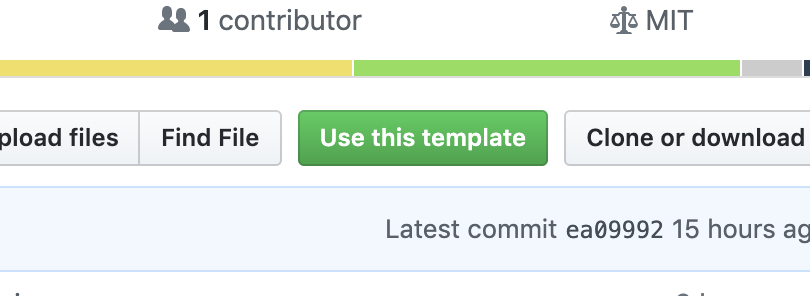 1 contributor
MIT
pload files
Find File
Use this template
Clone or download
Latest commit ea09992 15 hours ag